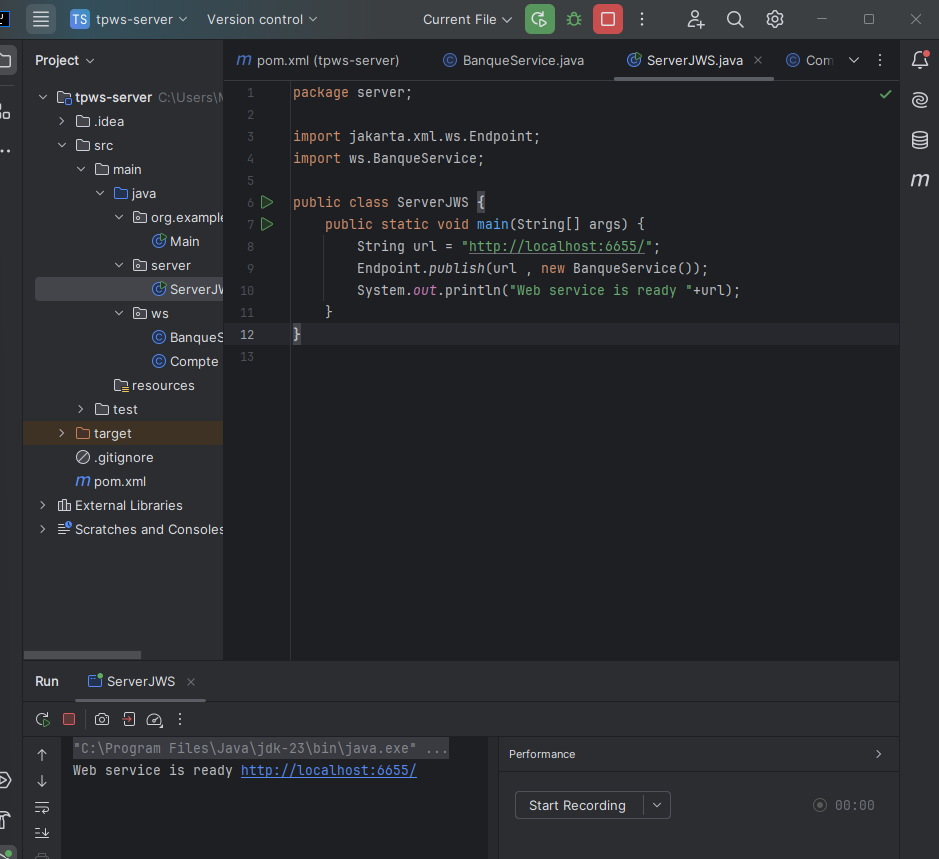 TS tpws-server Version control Current File
Project
pom.xml (tpws-server) BanqueService.java ServerJWS.java Com
tpws-server C:\Users\
.idea
src
main
java
org.example
Main
server
ServerJW
ws
BanqueS
Compte
resources
test
target
.gitignore
m pom.xml
External Libraries
Scratches and Consoles
1 package server;
2
3 import jakarta.xml.ws.Endpoint;
4 import ws.BanqueService;
5
6 public class ServerJWS {
7 public static void main(String[] args) {
8 String url = "http://localhost:6655/";
9 Endpoint.publish(url , new BanqueService());
10 System.out.println("Web service is ready "+url);
11 }
12 }
13
Run ServerJWS
"C:\Program Files\Java\jdk-23\bin\java.exe" ...
Web service is ready http://localhost:6655/
Performance
Start Recording 00:00